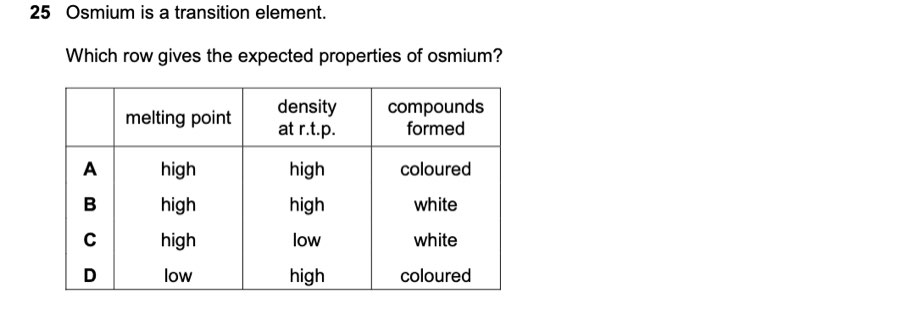 25 Osmium is a transition element.
Which row gives the expected properties of osmium?
melting point density at r.t.p. compounds formed
A high high coloured
B high high white
C high low white
D low high coloured